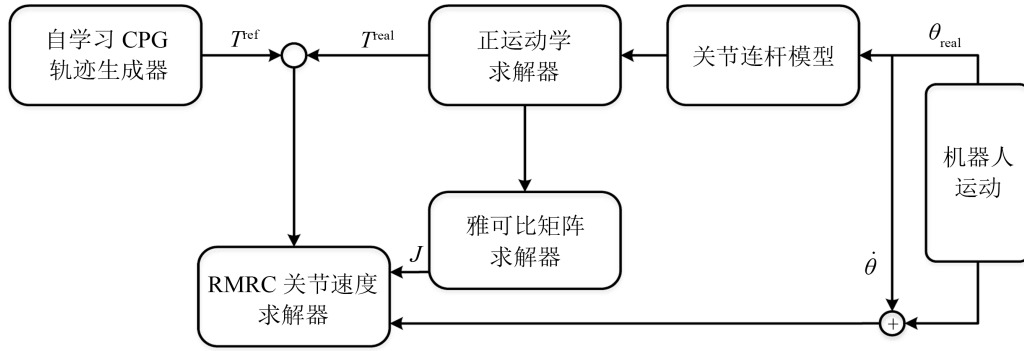 自学习 CPG
轨迹生成器
T^ref
T^real
正运动学
求解器
关节连杆模型
θ_real
机器人
运动
雅可比矩阵
求解器
J
RMRC 关节速度
求解器
θ̇
+